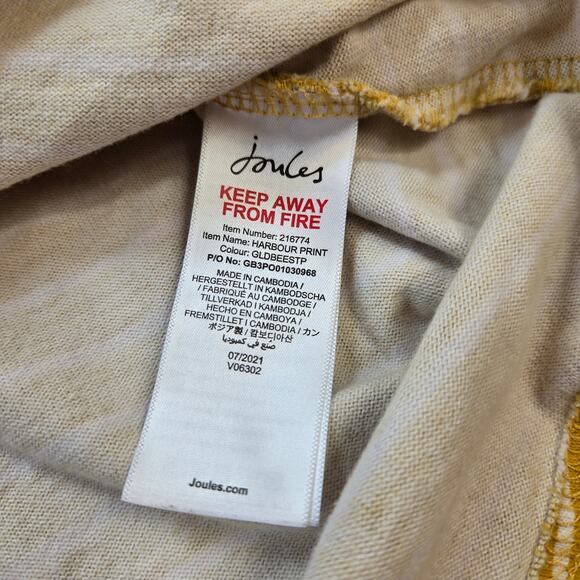 Joules
KEEP AWAY
FROM FIRE
Item Number: 216774
Item Name: HARBOUR PRINT
Colour: GLDBEESTP
P/O No: GB3PO01030968
MADE IN CAMBODIA /
HERGESTELLT IN KAMBODSCHA
/ FABRIQUÉ AU CAMBODGE /
TILLVERKAD I KAMBODJA /
HECHO EN CAMBOYA /
FREMSTILLET I CAMBODIA / カン
ボジア製 / 캄보디아산
/ صنع في كمبوديا
07/2021
V06302
Joules.com